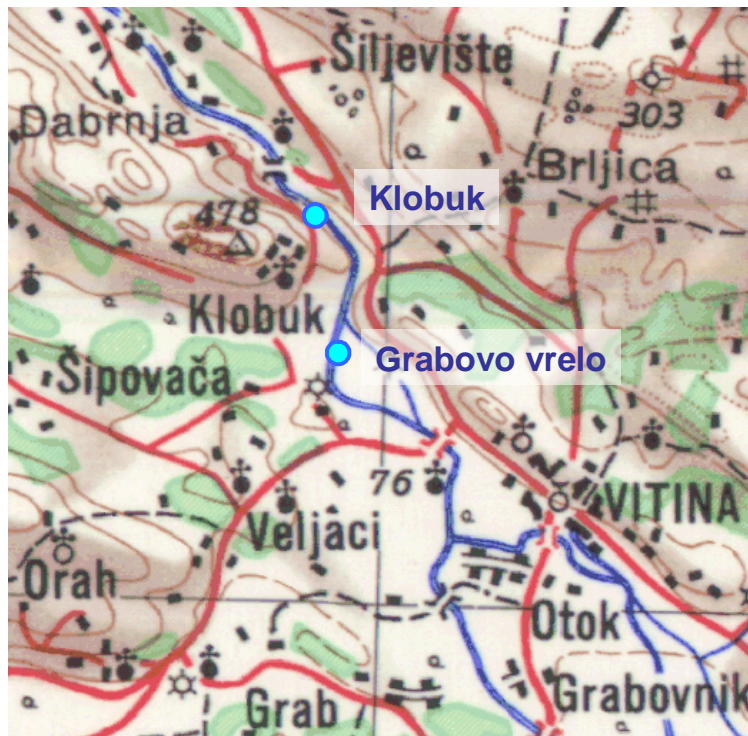 Šiljevište
303
Dabrnja
Brljica
Klobuk
478
Klobuk
Grabovo vrelo
Šipovača
76
VITINA
Veljaci
Orah
Otok
Grab
Grabovnik